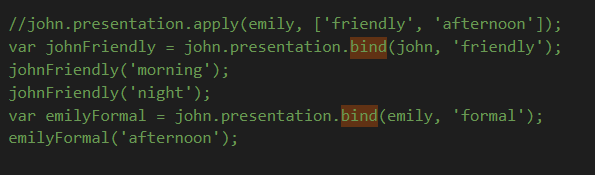 //john.presentation.apply(emily, ['friendly', 'afternoon']);
var johnFriendly = john.presentation.bind(john, 'friendly');
johnFriendly('morning');
johnFriendly('night');
var emilyFormal = john.presentation.bind(emily, 'formal');
emilyFormal('afternoon');